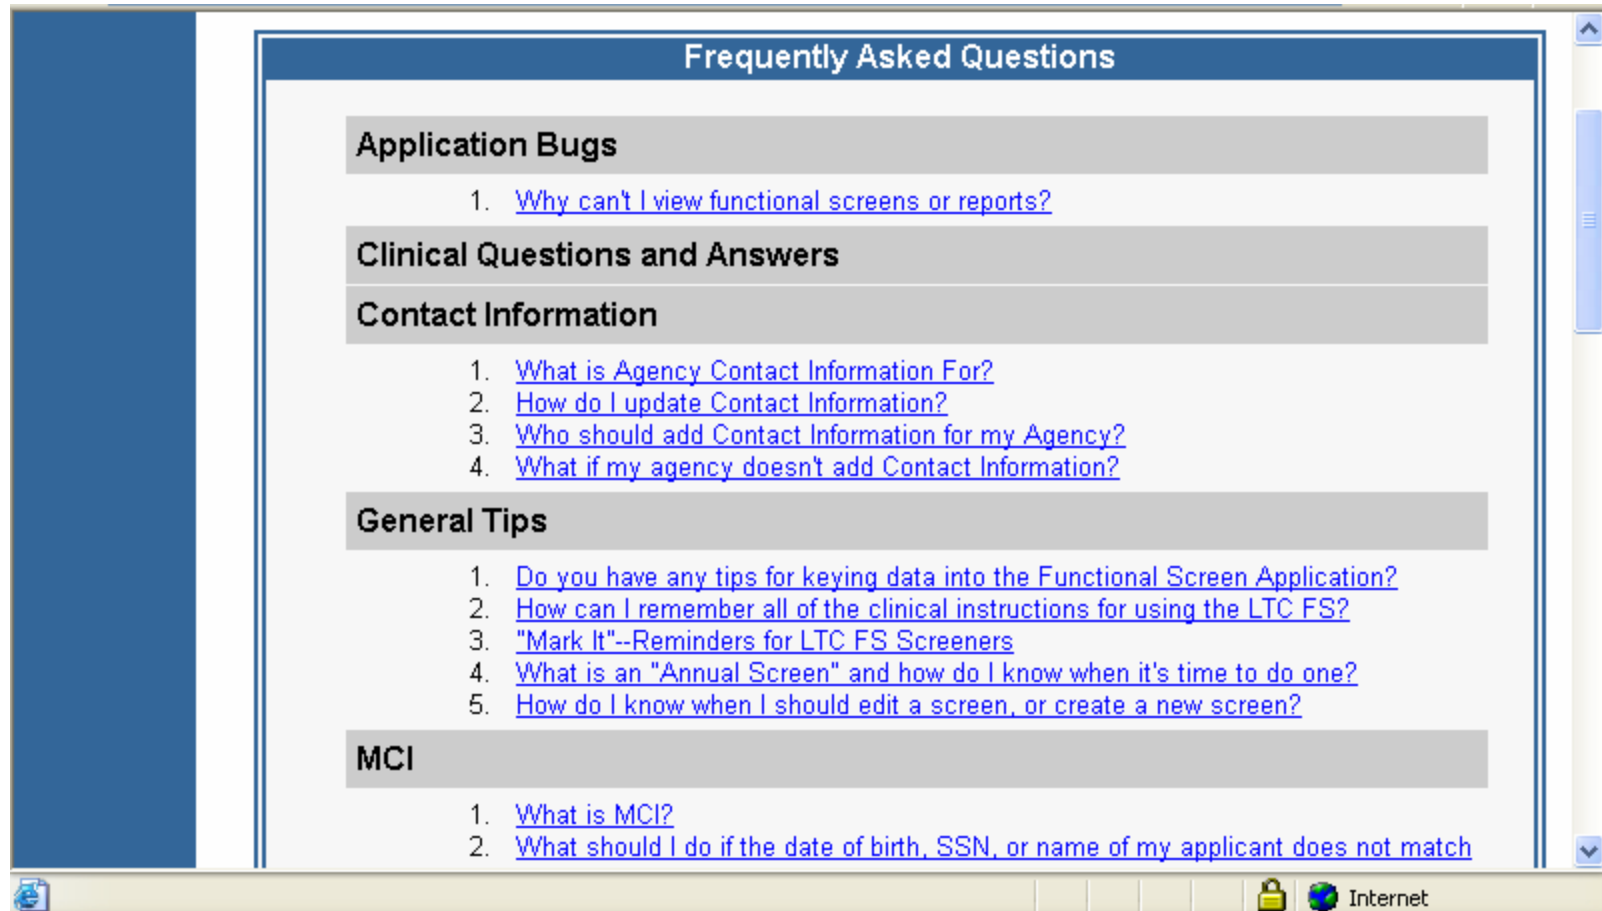 Frequently Asked Questions
Application Bugs
1. Why can't I view functional screens or reports?
Clinical Questions and Answers
Contact Information
1. What is Agency Contact Information For?
2. How do I update Contact Information?
3. Who should add Contact Information for my Agency?
4. What if my agency doesn't add Contact Information?
General Tips
1. Do you have any tips for keying data into the Functional Screen Application?
2. How can I remember all of the clinical instructions for using the LTC FS?
3. "Mark It"--Reminders for LTC FS Screeners
4. What is an "Annual Screen" and how do I know when it's time to do one?
5. How do I know when I should edit a screen, or create a new screen?
MCI
1. What is MCI?
2. What should I do if the date of birth, SSN, or name of my applicant does not match
Internet